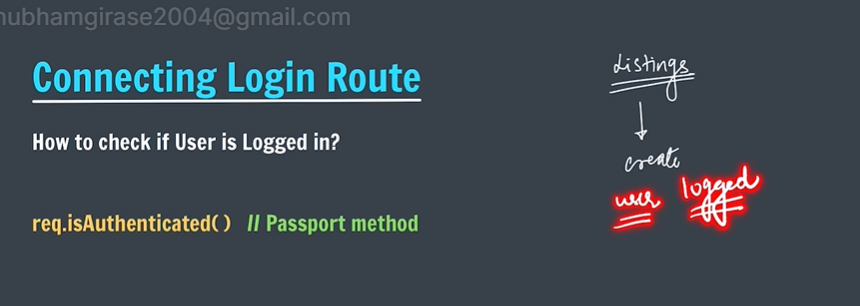 nubhamgirase2004@gmail.com
Connecting Login Route
How to check if User is Logged in?
req.isAuthenticated( ) // Passport method
Listings
create
user logged